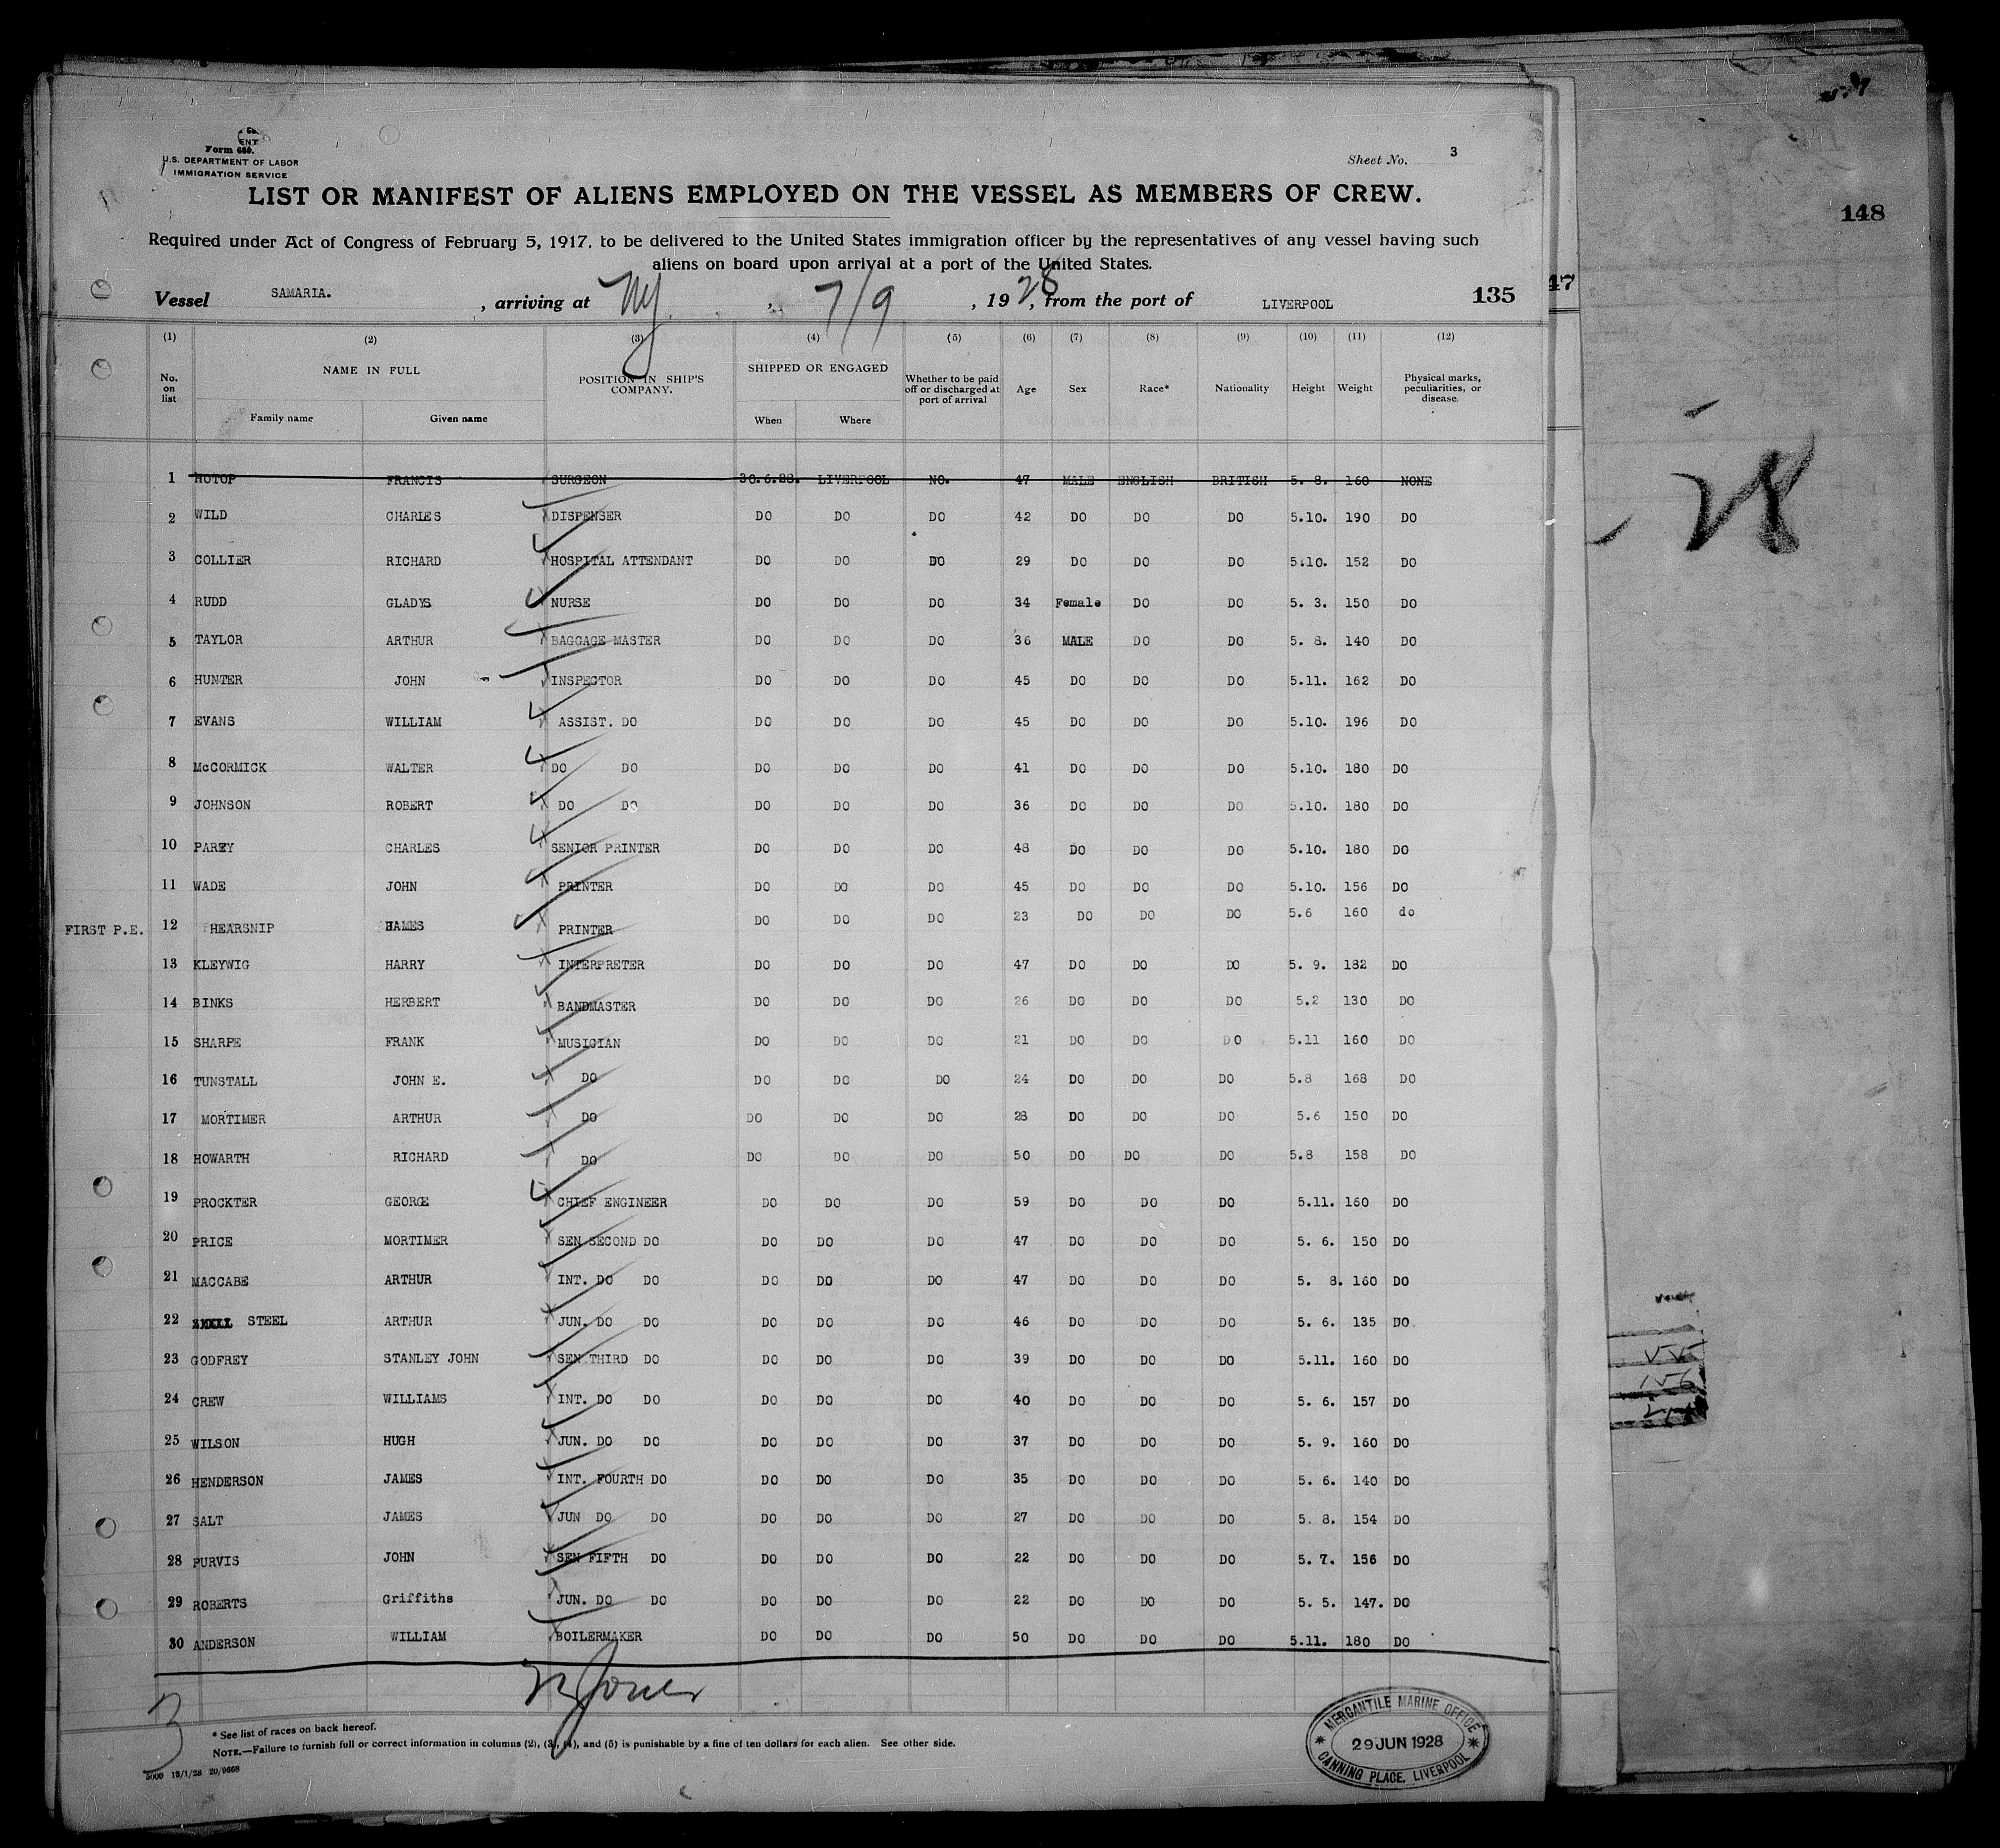 Form 680.
U.S. DEPARTMENT OF LABOR
IMMIGRATION SERVICE
Sheet No. 3
148
LIST OR MANIFEST OF ALIENS EMPLOYED ON THE VESSEL AS MEMBERS OF CREW.
Required under Act of Congress of February 5, 1917, to be delivered to the United States immigration officer by the representatives of any vessel having such
aliens on board upon arrival at a port of the United States.
Vessel SAMARIA. , arriving at NY , 7/9 , 1928, from the port of LIVERPOOL 135
47
(1) (2) (3) (4) (5) (6) (7) (8) (9) (10) (11) (12)
No. on list NAME IN FULL Family name Given name POSITION IN SHIP'S COMPANY. SHIPPED OR ENGAGED When Where Whether to be paid off or discharged at port of arrival Age Sex Race* Nationality Height Weight Physical marks, peculiarities, or disease.
1 HOTOP FRANCIS SURGEON 30.6.28. LIVERPOOL NO. 47 MALE ENGLISH BRITISH 5. 8. 160 NONE
2 WILD CHARLES DISPENSER DO DO DO 42 DO DO DO 5.10. 190 DO
28
3 COLLIER RICHARD HOSPITAL ATTENDANT DO DO DO 29 DO DO DO 5.10. 152 DO
4 RUDD GLADYS NURSE DO DO DO 34 Female DO DO 5. 3. 150 DO
5 TAYLOR ARTHUR BAGGAGE MASTER DO DO DO 36 MALE DO DO 5. 8. 140 DO
6 HUNTER JOHN INSPECTOR DO DO DO 45 DO DO DO 5.11. 162 DO
7 EVANS WILLIAM ASSIST. DO DO DO DO 45 DO DO DO 5.10. 196 DO
8 McCORMICK WALTER DO DO DO DO DO 41 DO DO DO 5.10. 180 DO
9 JOHNSON ROBERT DO DO DO DO DO 36 DO DO DO 5.10. 180 DO
10 CHARLES SENIOR PRINTER DO DO DO 48 DO DO DO 5.10. 180 DO
11 WADE JOHN PRINTER DO DO DO 45 DO DO DO 5.10. 156 DO
FIRST P.E. 12 HEARSNIP PRINTER DO DO DO 23 DO DO DO 5.6 160 do
13 KLEYWIG HARRY INTERPRETER DO DO DO 47 DO DO DO 5. 9. 182 DO
14 BINKS HERBERT BANDMASTER DO DO DO 26 DO DO DO 5.2 130 DO
15 SHARPE FRANK MUSICIAN DO DO DO 21 DO DO DO 5.11 160 DO
16 TUNSTALL JOHN E. DO DO DO DO 24 DO DO DO 5.8 168 DO
17 MORTIMER ARTHUR DO DO DO DO 23 DO DO DO 5.6 150 DO
18 HOWARTH RICHARD DO DO DO DO 50 DO DO DO 5.8 158 DO
19 PROCKTER GEORGE CHIEF ENGINEER DO DO DO 59 DO DO DO 5.11. 160 DO
20 PRICE MORTIMER SEN SECOND DO DO DO DO 47 DO DO DO 5. 6. 150 DO
21 MACCABE ARTHUR INT. DO DO DO DO DO 47 DO DO DO 5. 8. 160 DO
22 STEEL ARTHUR JUN. DO DO DO DO DO 46 DO DO DO 5. 6. 135 DO
23 GODFREY STANLEY JOHN SEN THIRD DO DO DO DO 39 DO DO DO 5.11. 160 DO
24 CREW WILLIAMS INT. DO DO DO DO DO 40 DO DO DO 5. 6. 157 DO
25 WILSON HUGH JUN. DO DO DO DO DO 37 DO DO DO 5. 9. 160 DO
26 HENDERSON JAMES INT. FOURTH DO DO DO DO 35 DO DO DO 5. 6. 140 DO
27 SALT JAMES JUN DO DO DO DO DO 27 DO DO DO 5. 8. 154 DO
28 PURVIS JOHN SEN FIFTH DO DO DO DO 22 DO DO DO 5. 7. 156 DO
29 ROBERTS Griffiths JUN. DO DO DO DO DO 22 DO DO DO 5. 5. 147. DO
30 ANDERSON WILLIAM BOILERMAKER DO DO DO 50 DO DO DO 5.11. 180 DO
Jones
3
* See list of races on back hereof.
NOTE.—Failure to furnish full or correct information in columns (2), (3), (4), and (5) is punishable by a fine of ten dollars for each alien. See other side.
5000 13/1/28 20/9668
MERCANTILE MARINE OFFICE
29 JUN 1928
CANNING PLACE, LIVERPOOL